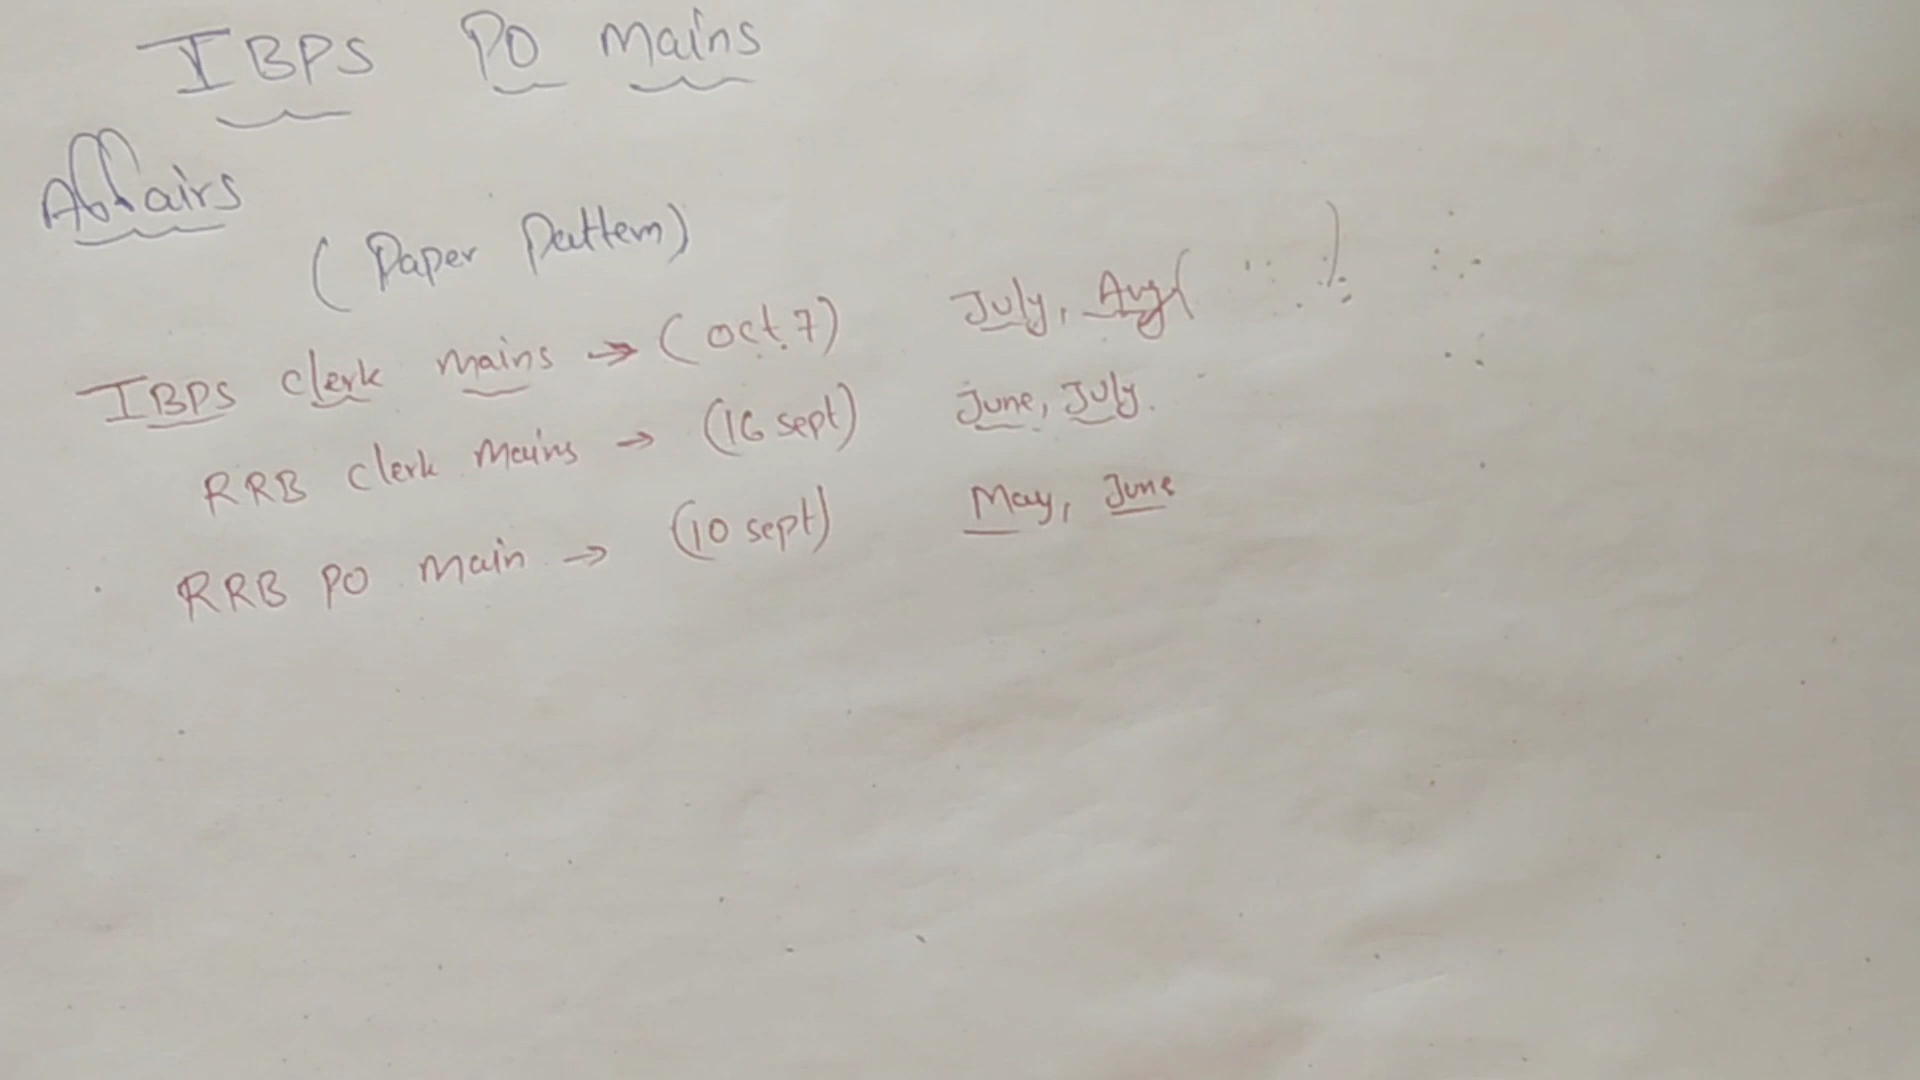 IBPS PO Mains
Affairs
(Paper Pattern)
IBPS clerk mains → (Oct 7) July, Aug( )
RRB clerk Mains → (16 sept) June, July.
RRB PO main → (10 sept) May, June